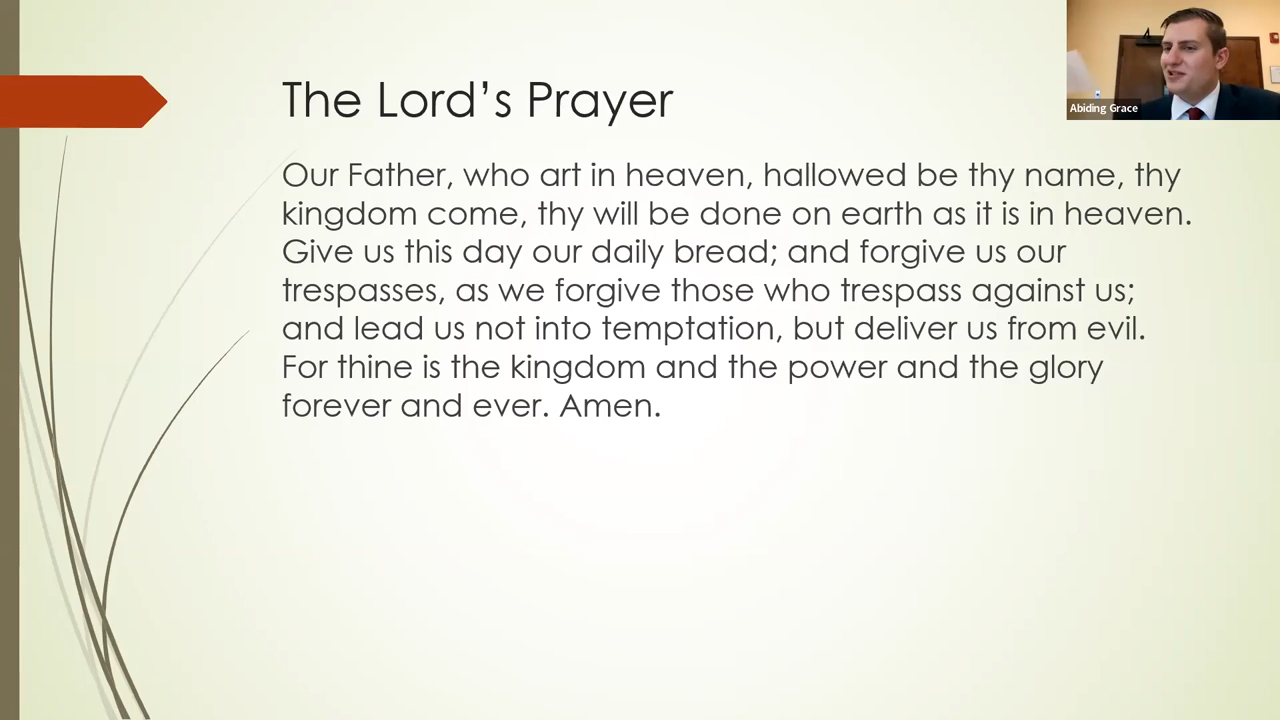 The Lord’s Prayer
Our Father, who art in heaven, hallowed be thy name, thy
kingdom come, thy will be done on earth as it is in heaven.
Give us this day our daily bread; and forgive us our
trespasses, as we forgive those who trespass against us;
and lead us not into temptation, but deliver us from evil.
For thine is the kingdom and the power and the glory
forever and ever. Amen.
Abiding Grace